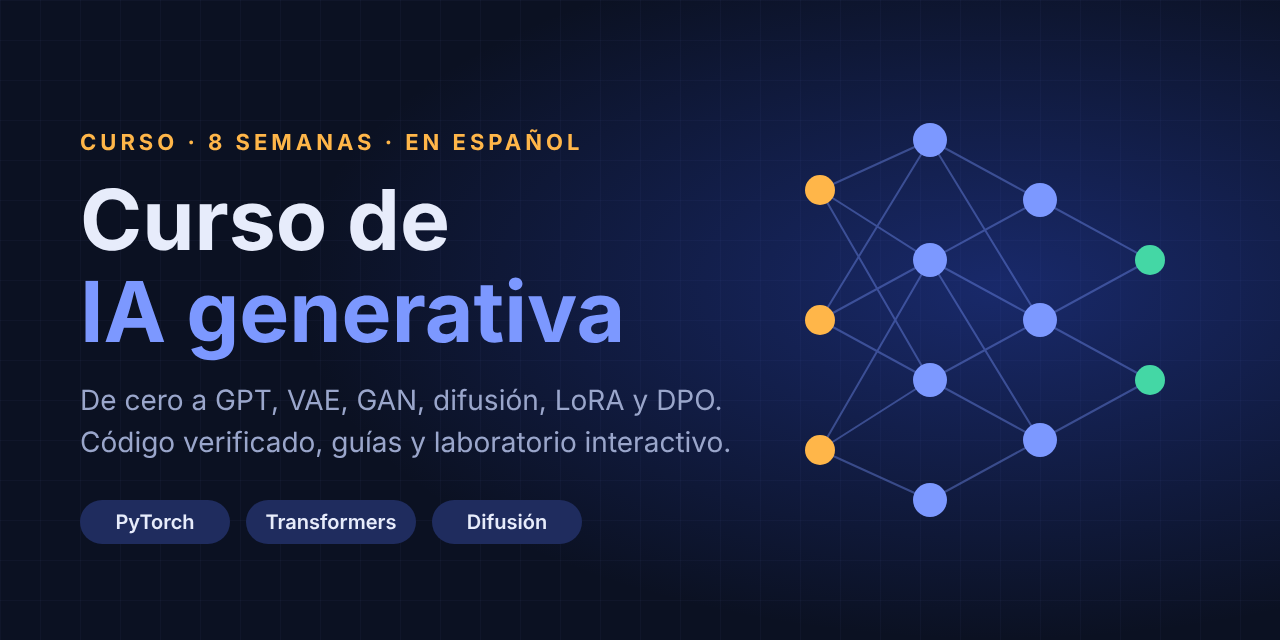 CURSO · 8 SEMANAS · EN ESPAÑOL
Curso de
IA generativa
De cero a GPT, VAE, GAN, difusión, LoRA y DPO.
Código verificado, guías y laboratorio interactivo.
PyTorch
Transformers
Difusión